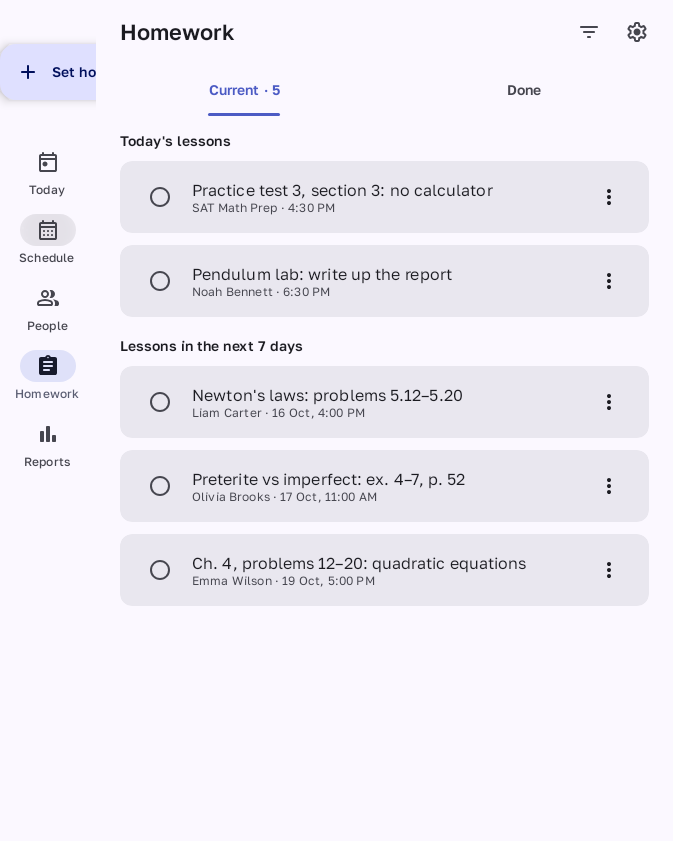 Homework
Set ho
Current · 5
Done
Today
Schedule
People
Homework
Reports
Today's lessons
Practice test 3, section 3: no calculator
SAT Math Prep · 4:30 PM
Pendulum lab: write up the report
Noah Bennett · 6:30 PM
Lessons in the next 7 days
Newton's laws: problems 5.12–5.20
Liam Carter · 16 Oct, 4:00 PM
Preterite vs imperfect: ex. 4–7, p. 52
Olivia Brooks · 17 Oct, 11:00 AM
Ch. 4, problems 12–20: quadratic equations
Emma Wilson · 19 Oct, 5:00 PM